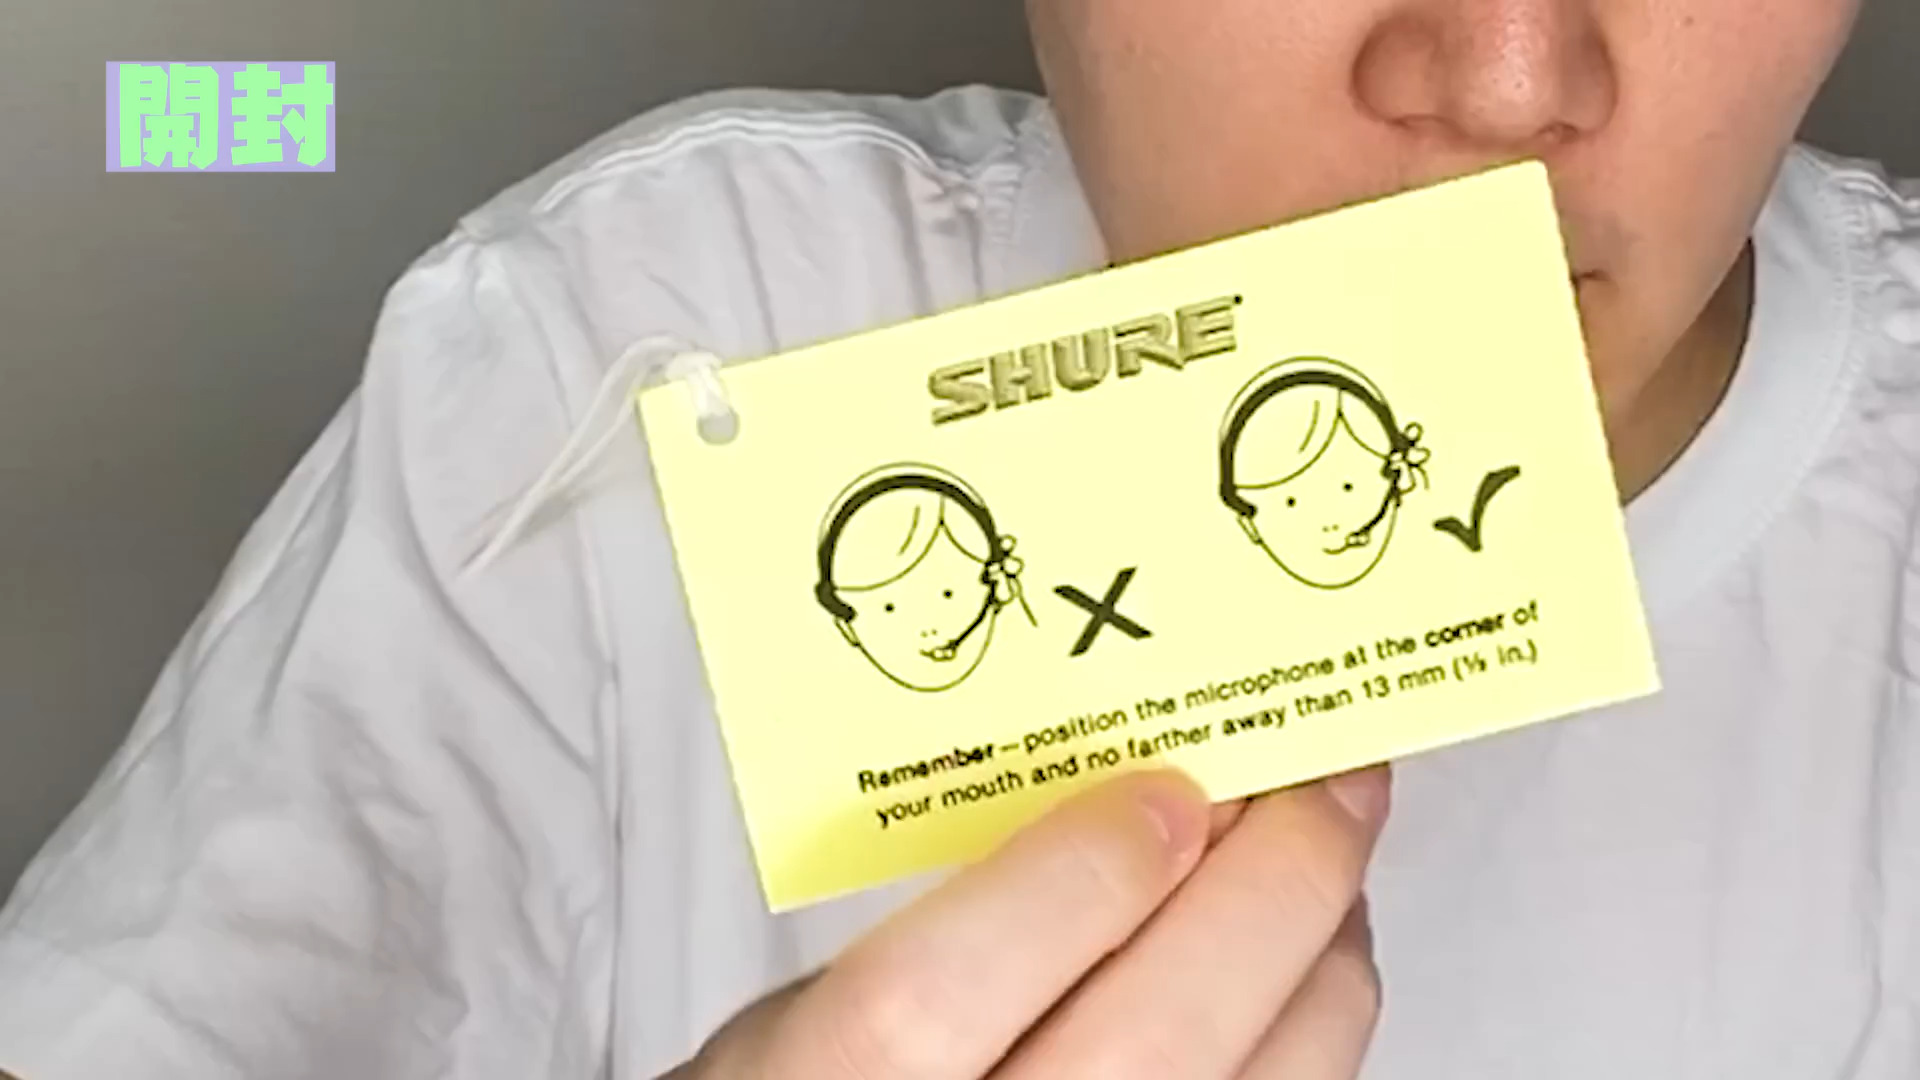 開封
SHURE
Remember – position the microphone at the corner of
your mouth and no farther away than 13 mm (½ in.)